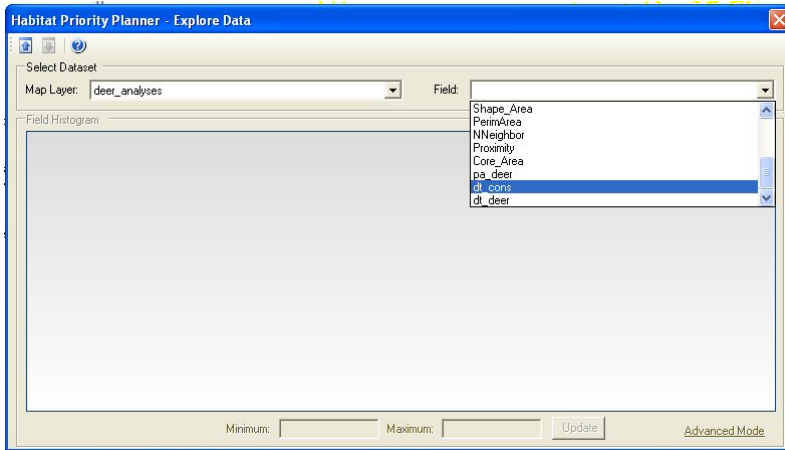 Habitat Priority Planner - Explore Data
Select Dataset
Map Layer: deer_analyses Field:
Shape_Area
PerimArea
NNeighbor
Proximity
Core_Area
pa_deer
dt_cons
dt_deer
Field Histogram
Minimum: Maximum: Update Advanced Mode